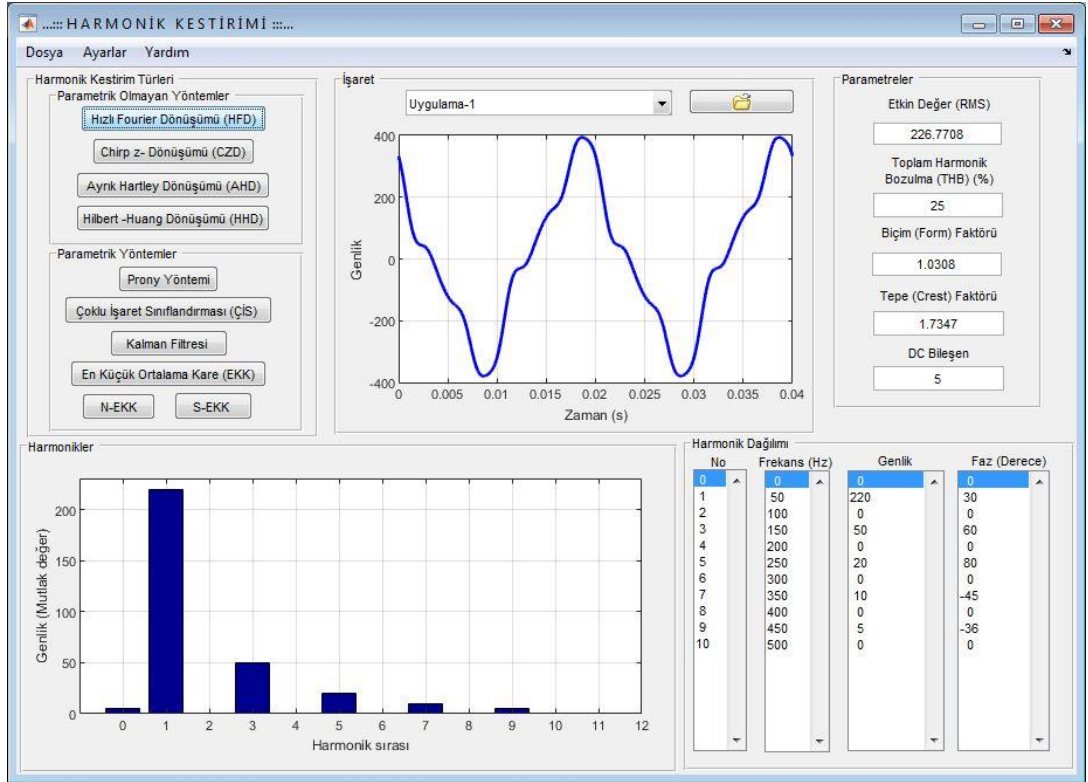 ...::: HARMONİK KESTİRİMİ :::...
Dosya Ayarlar Yardım
Harmonik Kestirim Türleri
Parametrik Olmayan Yöntemler
Hızlı Fourier Dönüşümü (HFD)
Chirp z- Dönüşümü (CZD)
Ayrık Hartley Dönüşümü (AHD)
Hilbert -Huang Dönüşümü (HHD)
Parametrik Yöntemler
Prony Yöntemi
Çoklu İşaret Sınıflandırması (ÇİS)
Kalman Filtresi
En Küçük Ortalama Kare (EKK)
N-EKK S-EKK
İşaret
Uygulama-1
400
200
0
-200
-400
Genlik
0 0.005 0.01 0.015 0.02 0.025 0.03 0.035 0.04
Zaman (s)
Parametreler
Etkin Değer (RMS)
226.7708
Toplam Harmonik
Bozulma (THB) (%)
25
Biçim (Form) Faktörü
1.0308
Tepe (Crest) Faktörü
1.7347
DC Bileşen
5
Harmonikler
200
150
100
50
0
Genlik (Mutlak değer)
0 1 2 3 4 5 6 7 8 9 10 11 12
Harmonik sırası
Harmonik Dağılımı
No Frekans (Hz) Genlik Faz (Derece)
0 0 0 0
1 50 220 30
2 100 0 0
3 150 50 60
4 200 0 0
5 250 20 80
6 300 0 0
7 350 10 -45
8 400 0 0
9 450 5 -36
10 500 0 0